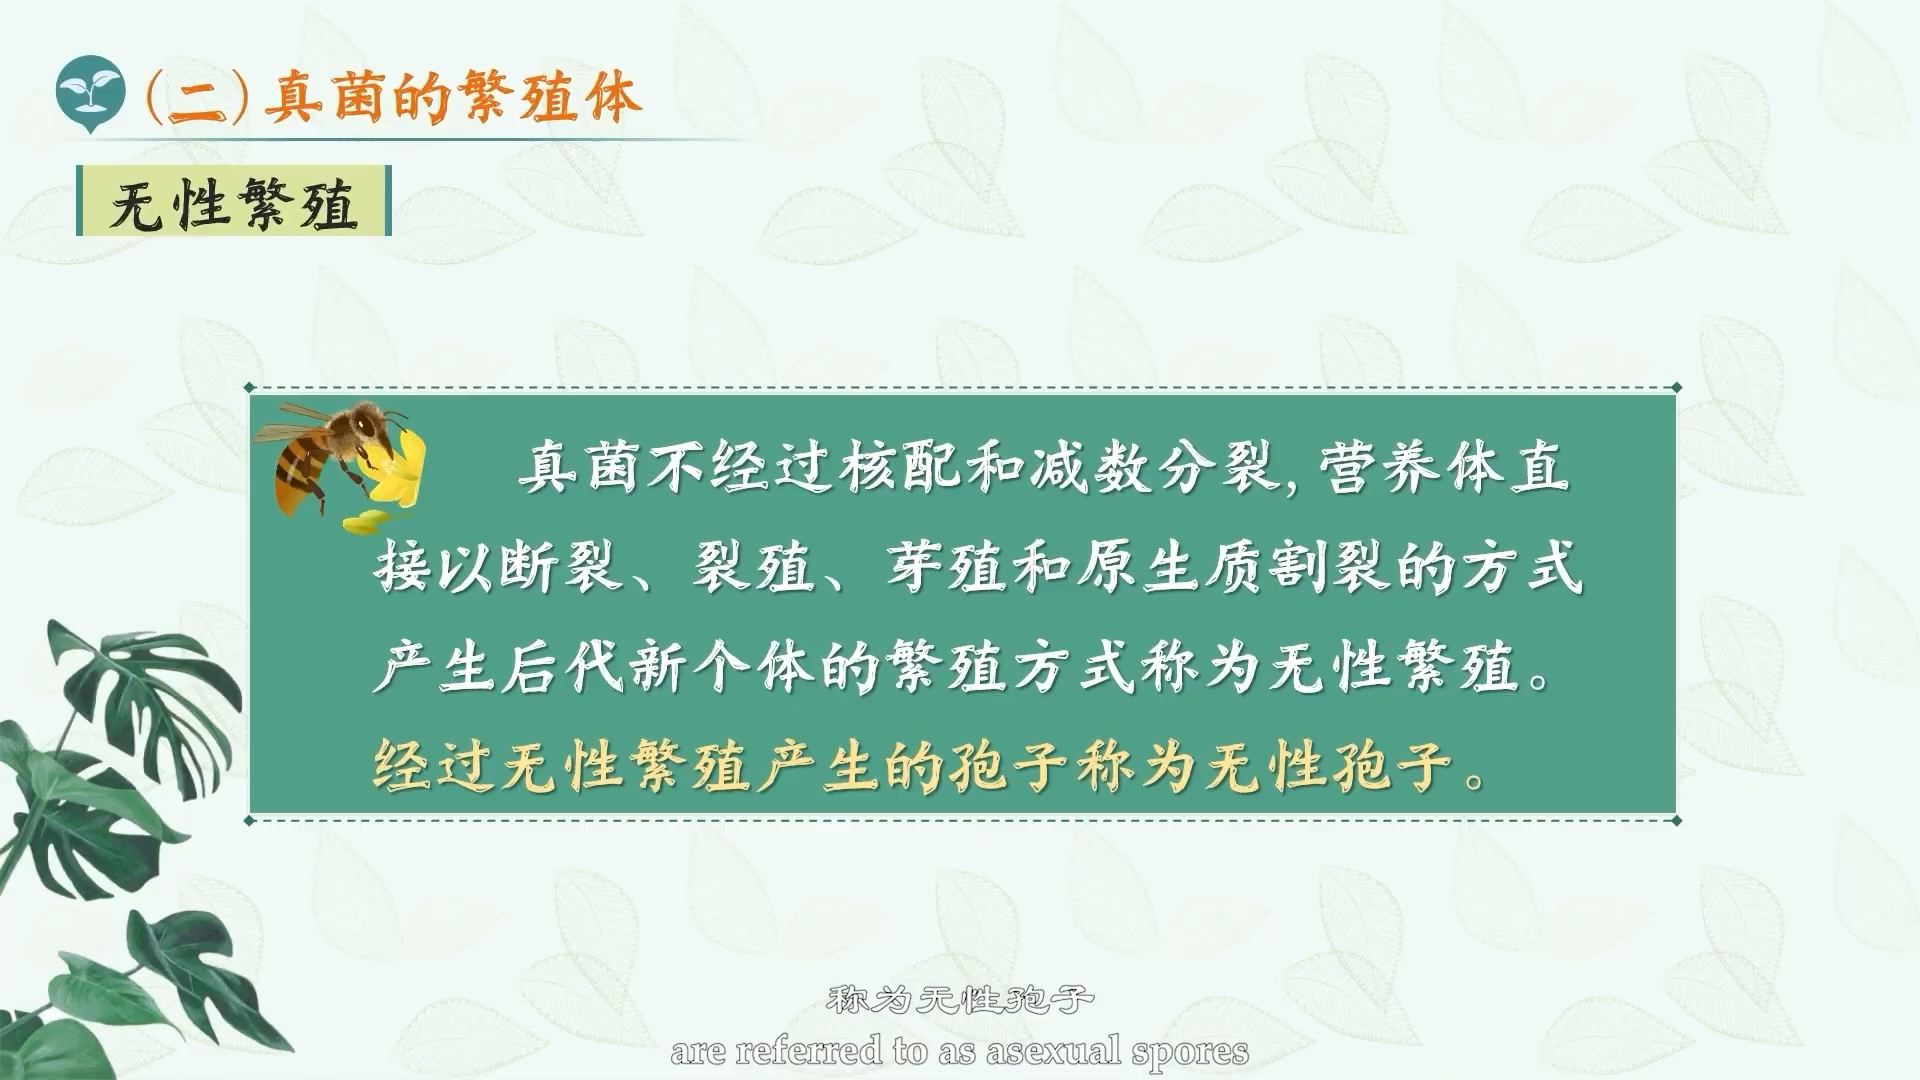 (二)真菌的繁殖体
无性繁殖
真菌不经过核配和减数分裂,营养体直
接以断裂、裂殖、芽殖和原生质割裂的方式
产生后代新个体的繁殖方式称为无性繁殖。
经过无性繁殖产生的孢子称为无性孢子。
称为无性孢子
are referred to as asexual spores